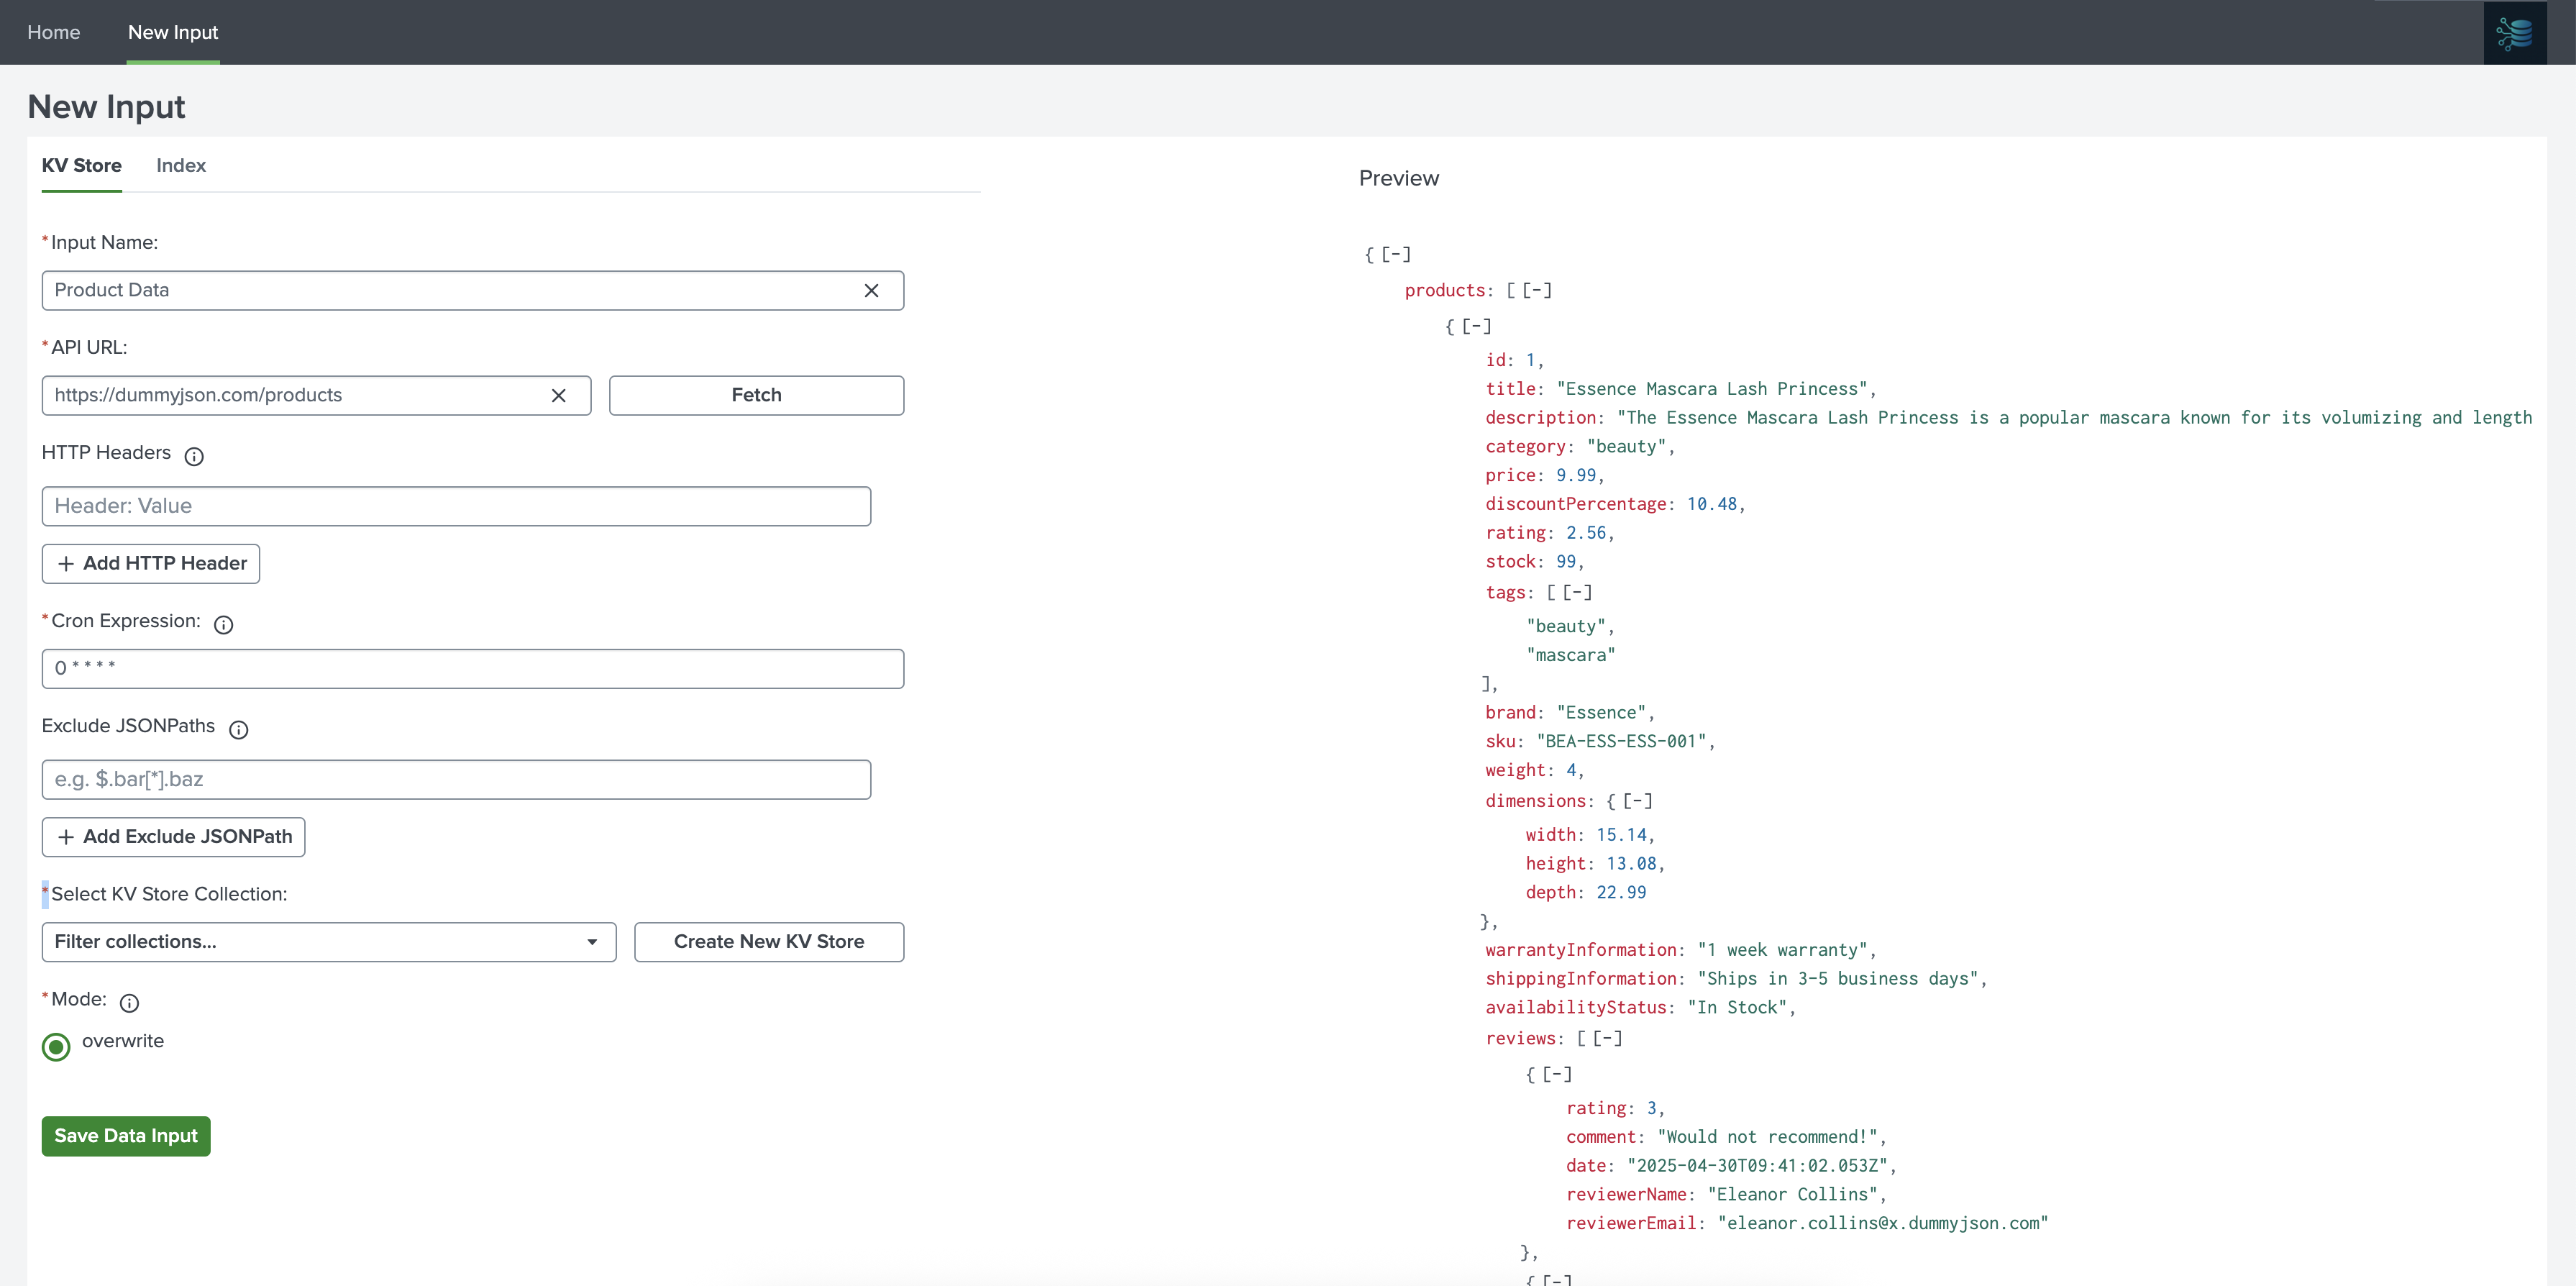 Home New Input
New Input
KV Store Index
*Input Name:
Product Data
*API URL:
https://dummyjson.com/products Fetch
HTTP Headers
Header: Value
+ Add HTTP Header
*Cron Expression:
0 * * * *
Exclude JSONPaths
e.g. $.bar[*].baz
+ Add Exclude JSONPath
*Select KV Store Collection:
Filter collections... Create New KV Store
*Mode:
overwrite
Save Data Input
Preview
{ [-]
products: [ [-]
{ [-]
id: 1,
title: "Essence Mascara Lash Princess",
description: "The Essence Mascara Lash Princess is a popular mascara known for its volumizing and length
category: "beauty",
price: 9.99,
discountPercentage: 10.48,
rating: 2.56,
stock: 99,
tags: [ [-]
"beauty",
"mascara"
],
brand: "Essence",
sku: "BEA-ESS-ESS-001",
weight: 4,
dimensions: { [-]
width: 15.14,
height: 13.08,
depth: 22.99
},
warrantyInformation: "1 week warranty",
shippingInformation: "Ships in 3-5 business days",
availabilityStatus: "In Stock",
reviews: [ [-]
{ [-]
rating: 3,
comment: "Would not recommend!",
date: "2025-04-30T09:41:02.053Z",
reviewerName: "Eleanor Collins",
reviewerEmail: "eleanor.collins@x.dummyjson.com"
},
{ [-]